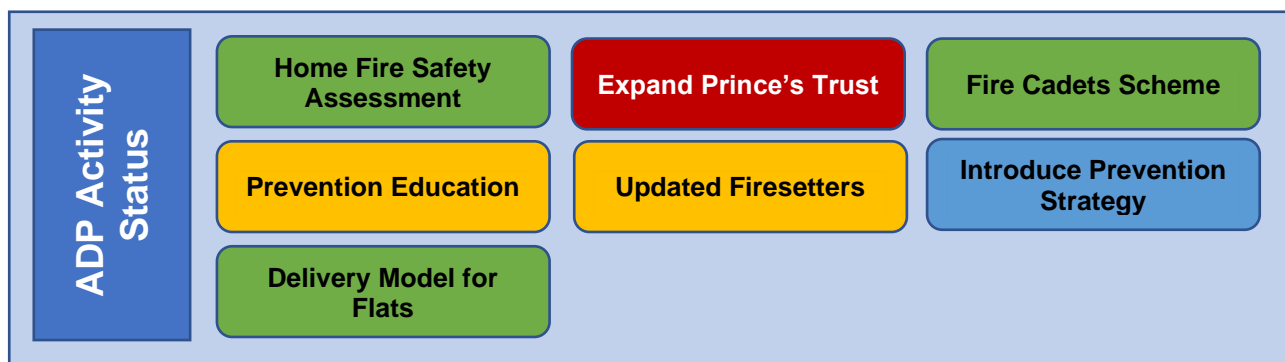 ADP Activity
Status
Home Fire Safety
Assessment
Expand Prince’s Trust
Fire Cadets Scheme
Prevention Education
Updated Firesetters
Introduce Prevention
Strategy
Delivery Model for
Flats